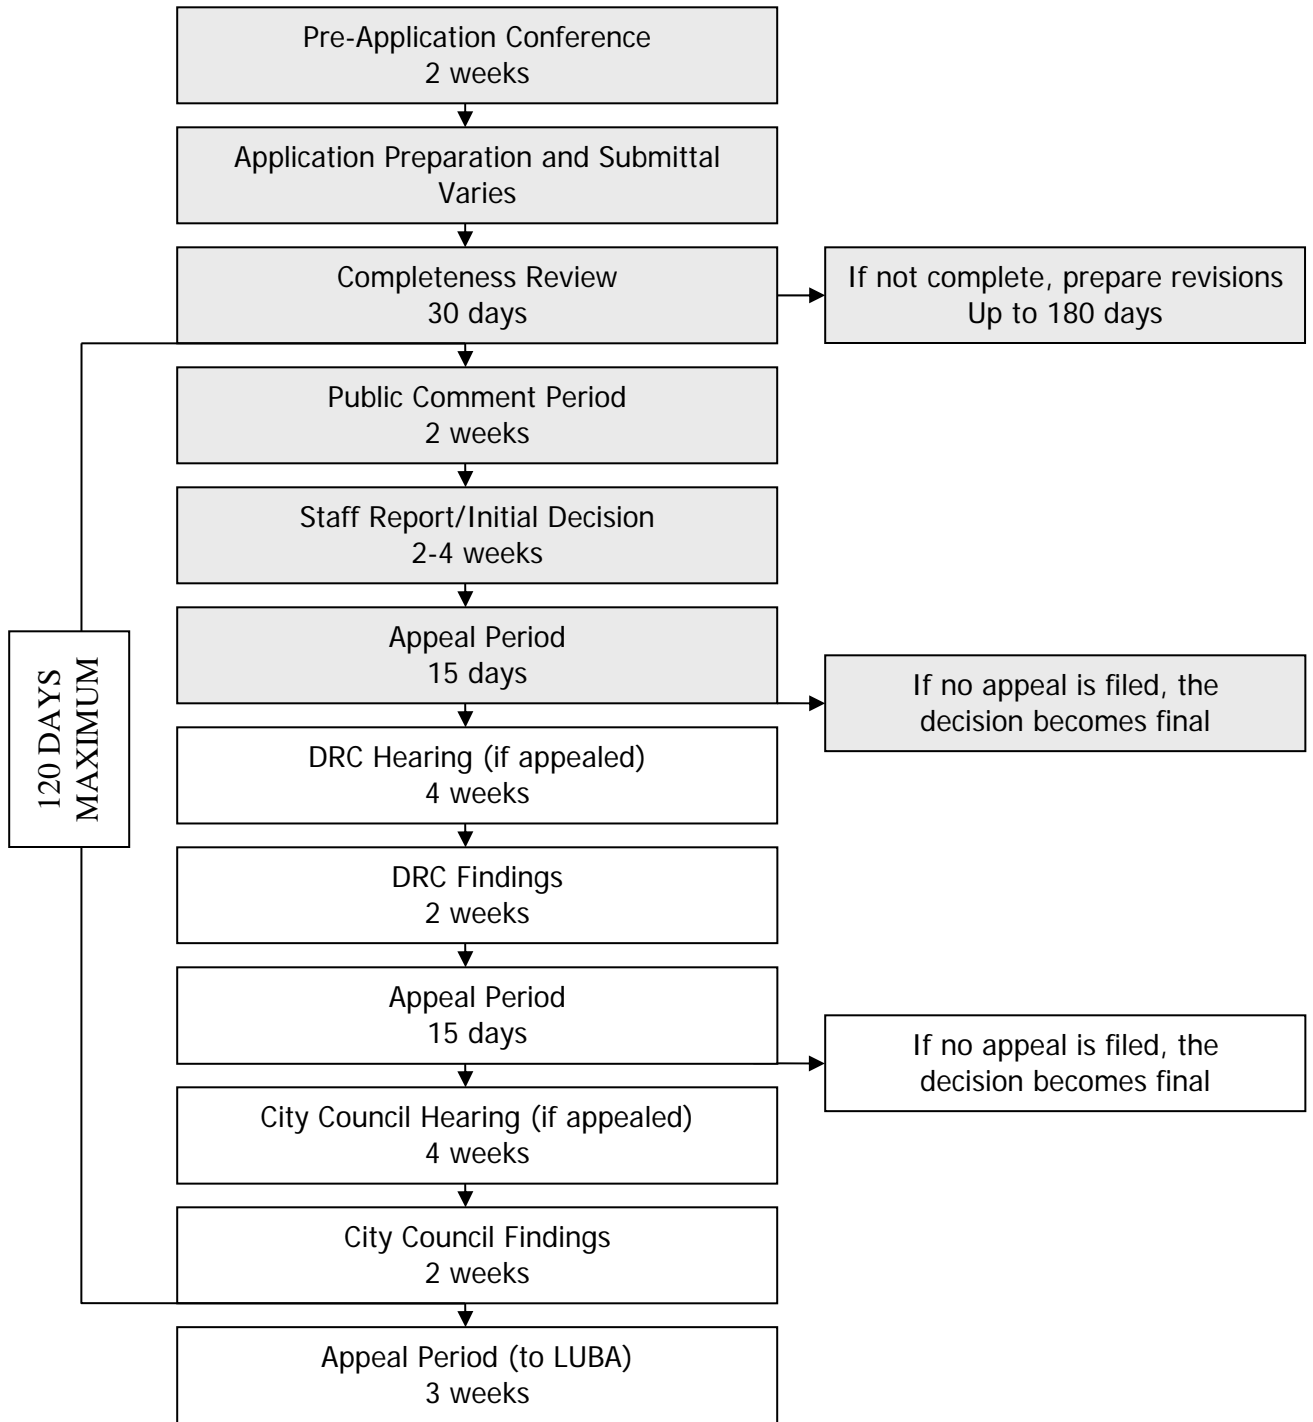 Pre-Application Conference
2 weeks
Application Preparation and Submittal
Varies
Completeness Review
30 days
If not complete, prepare revisions
Up to 180 days
Public Comment Period
2 weeks
Staff Report/Initial Decision
2-4 weeks
Appeal Period
15 days
If no appeal is filed, the
decision becomes final
120 DAYS
MAXIMUM
DRC Hearing (if appealed)
4 weeks
DRC Findings
2 weeks
Appeal Period
15 days
If no appeal is filed, the
decision becomes final
City Council Hearing (if appealed)
4 weeks
City Council Findings
2 weeks
Appeal Period (to LUBA)
3 weeks